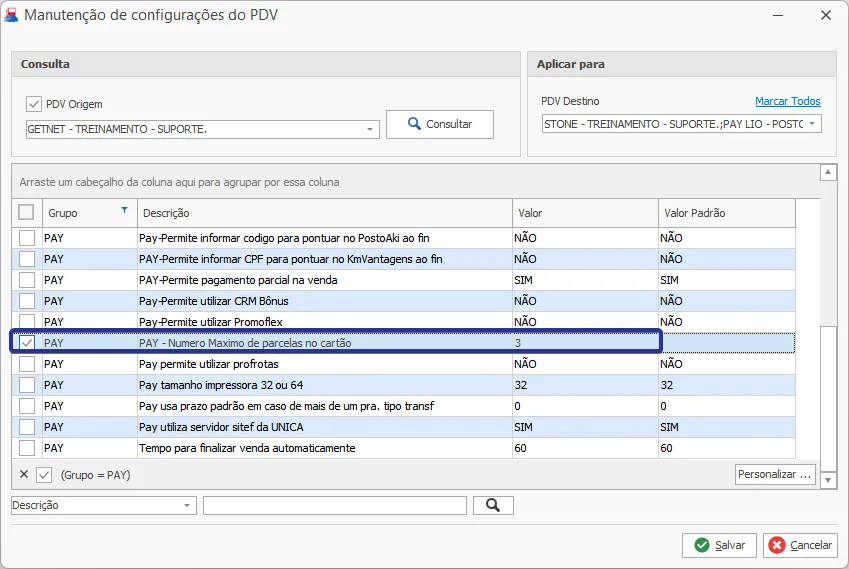 Manutenção de configurações do PDV
Consulta
PDV Origem
GETNET - TREINAMENTO - SUPORTE.
Consultar
Aplicar para
PDV Destino
Marcar Todos
STONE - TREINAMENTO - SUPORTE.;PAY LIO - POSTC
Arraste um cabeçalho da coluna aqui para agrupar por essa coluna
Grupo Descrição Valor Valor Padrão
PAY Pay-Permite informar codigo para pontuar no PostoAki ao fin NÃO NÃO
PAY PAY-Permite informar CPF para pontuar no KmVantagens ao fin NÃO NÃO
PAY PAY-Permite pagamento parcial na venda SIM SIM
PAY Pay-Permite utilizar CRM Bônus NÃO NÃO
PAY Pay-Permite utilizar Promoflex NÃO NÃO
PAY PAY - Numero Maximo de parcelas no cartão 3
PAY Pay permite utilizar profrotas NÃO NÃO
PAY Pay tamanho impressora 32 ou 64 32 32
PAY Pay usa prazo padrão em caso de mais de um pra. tipo transf 0 0
PAY Pay utiliza servidor sitef da UNICA SIM SIM
PAY Tempo para finalizar venda automaticamente 60 60
(Grupo = PAY)
Personalizar ...
Descrição
Salvar
Cancelar